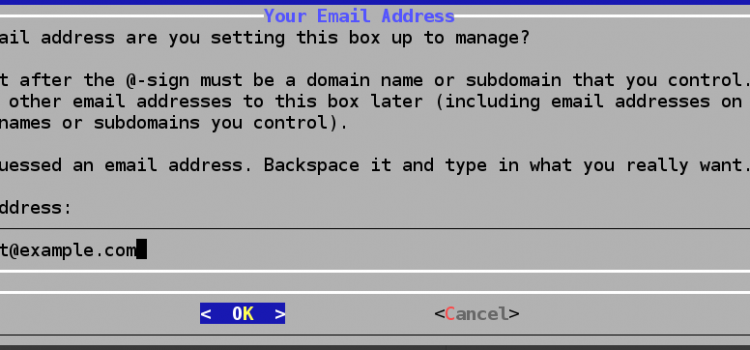 Your Email Address
ail address are you setting this box up to manage?
t after the @-sign must be a domain name or subdomain that you control.
other email addresses to this box later (including email addresses on
names or subdomains you control).
uessed an email address. Backspace it and type in what you really want.
ddress:
t@example.com
< OK > <Cancel>